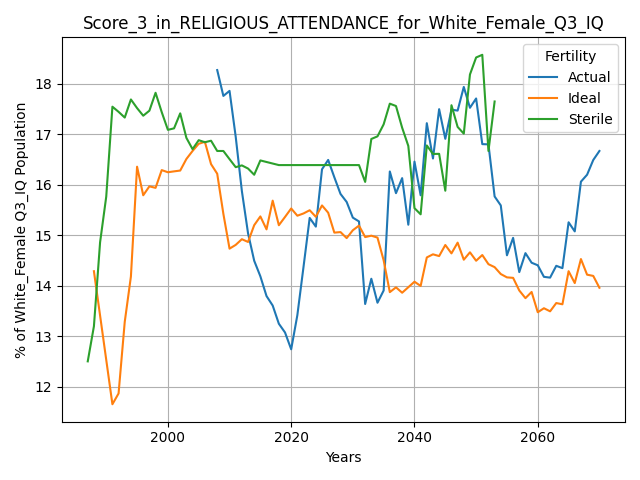 Score_3_in_RELIGIOUS_ATTENDANCE_for_White_Female_Q3_IQ
Fertility
Actual
Ideal
Sterile
% of White_Female Q3_IQ Population
18
17
16
15
14
13
12
2000
2020
2040
2060
Years